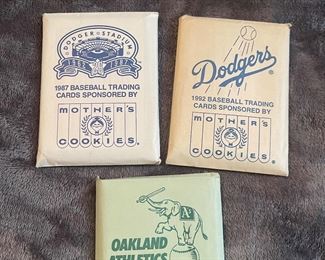 DODGER STADIUM
1962 1987
1987 BASEBALL TRADING
CARDS SPONSORED BY
MOTHER'S
COOKIES®
Dodgers
1992 BASEBALL TRADING
CARDS SPONSORED BY
MOTHER'S
COOKIES®
A's
OAKLAND
ATHLETICS